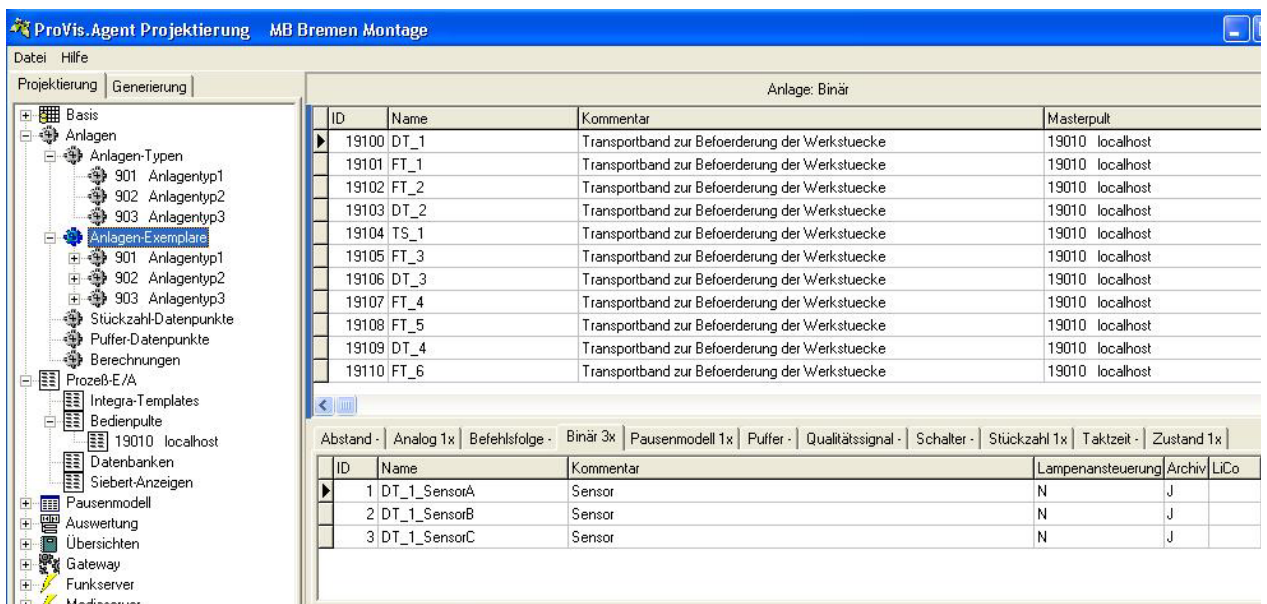 ProVis.Agent Projektierung MB Bremen Montage
Datei Hilfe
Projektierung Generierung
Basis
Anlagen
Anlagen-Typen
901 Anlagentyp1
902 Anlagentyp2
903 Anlagentyp3
Anlagen-Exemplare
901 Anlagentyp1
902 Anlagentyp2
903 Anlagentyp3
Stückzahl-Datenpunkte
Puffer-Datenpunkte
Berechnungen
Prozeß-E/A
Integra-Templates
Bedienpulte
19010 localhost
Datenbanken
Siebert-Anzeigen
Pausenmodell
Auswertung
Übersichten
Gateway
Funkserver
Anlage: Binär
ID Name Kommentar Masterpult
19100 DT_1 Transportband zur Befoerderung der Werkstuecke 19010 localhost
19101 FT_1 Transportband zur Befoerderung der Werkstuecke 19010 localhost
19102 FT_2 Transportband zur Befoerderung der Werkstuecke 19010 localhost
19103 DT_2 Transportband zur Befoerderung der Werkstuecke 19010 localhost
19104 TS_1 Transportband zur Befoerderung der Werkstuecke 19010 localhost
19105 FT_3 Transportband zur Befoerderung der Werkstuecke 19010 localhost
19106 DT_3 Transportband zur Befoerderung der Werkstuecke 19010 localhost
19107 FT_4 Transportband zur Befoerderung der Werkstuecke 19010 localhost
19108 FT_5 Transportband zur Befoerderung der Werkstuecke 19010 localhost
19109 DT_4 Transportband zur Befoerderung der Werkstuecke 19010 localhost
19110 FT_6 Transportband zur Befoerderung der Werkstuecke 19010 localhost
Abstand - Analog 1x Befehlsfolge - Binär 3x Pausenmodell 1x Puffer - Qualitätssignal - Schalter - Stückzahl 1x Taktzeit - Zustand 1x
ID Name Kommentar Lampenansteuerung Archiv LiCo
1 DT_1_SensorA Sensor N J
2 DT_1_SensorB Sensor N J
3 DT_1_SensorC Sensor N J